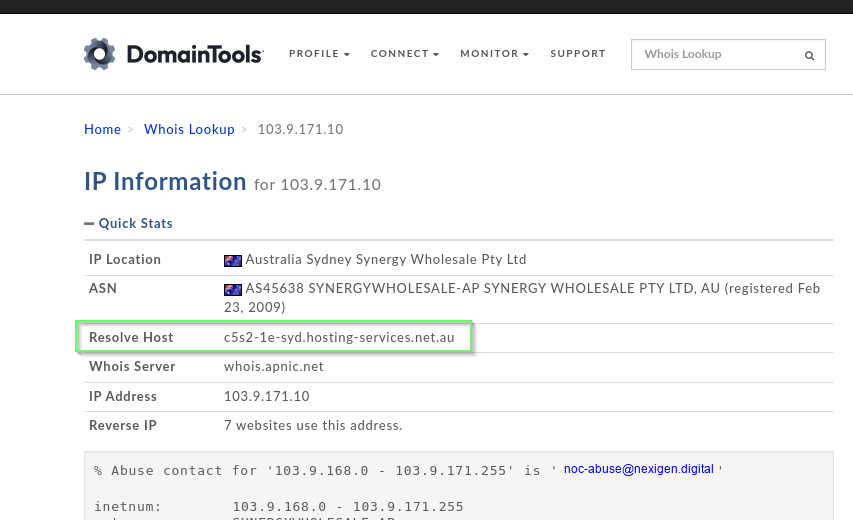 DomainTools PROFILE CONNECT MONITOR SUPPORT Whois Lookup
Home > Whois Lookup > 103.9.171.10
IP Information for 103.9.171.10
Quick Stats
IP Location Australia Sydney Synergy Wholesale Pty Ltd
ASN AS45638 SYNERGYWHOLESALE-AP SYNERGY WHOLESALE PTY LTD, AU (registered Feb
23, 2009)
Resolve Host c5s2-1e-syd.hosting-services.net.au
Whois Server whois.apnic.net
IP Address 103.9.171.10
Reverse IP 7 websites use this address.
% Abuse contact for '103.9.168.0 - 103.9.171.255' is ' noc-abuse@nexigen.digital '
inetnum: 103.9.168.0 - 103.9.171.255